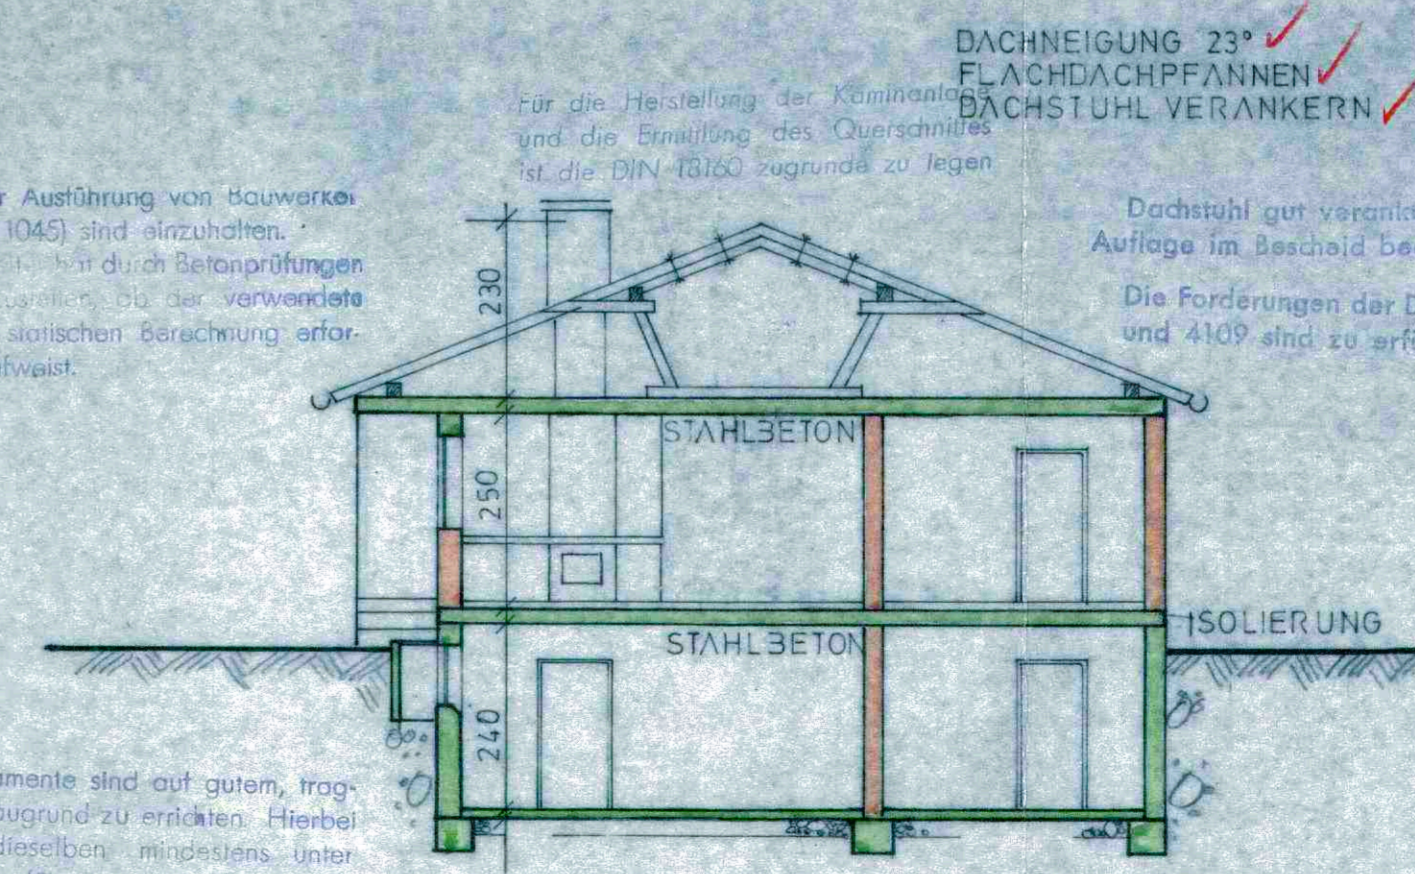 DACHNEIGUNG 23°
FLACHDACHPFANNEN
DACHSTUHL VERANKERN
Für die Herstellung der Kaminanlage
und die Ermittlung des Querschnittes
ist die DIN 18160 zugrunde zu legen
r Ausführung von Bauwerken
1045) sind einzuhalten.
durch Betonprüfungen
ob der verwendete
statischen Berechnung erfor-
fweist.
Dachstuhl gut verank
Auflage im Bescheid be
Die Forderungen der D
und 4109 sind zu erf
230
STAHLBETON
250
ISOLIERUNG
STAHLBETON
240
mente sind auf gutem, trag-
ugrund zu errichten. Hierbei
dieselben mindestens unter